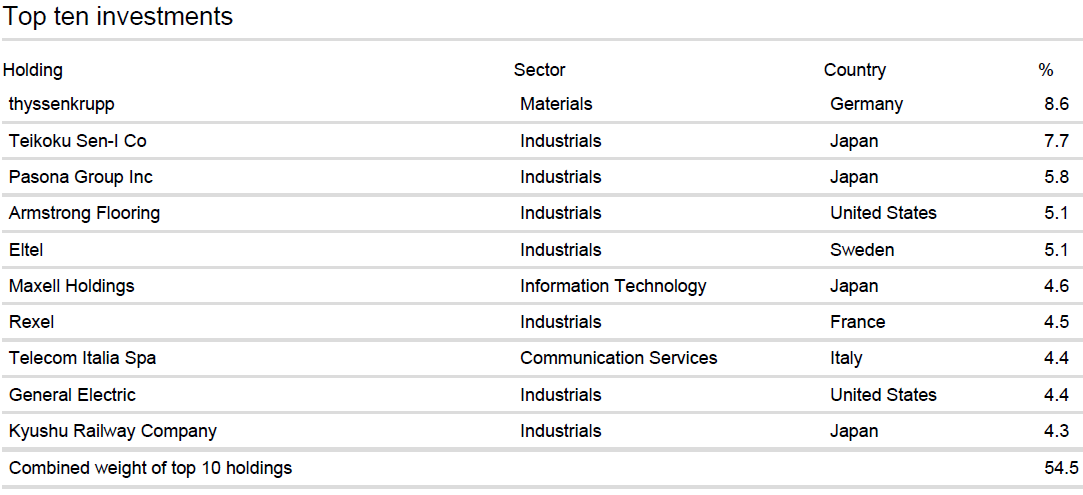 Top ten investments
Holding Sector Country %
thyssenkrupp Materials Germany 8.6
Teikoku Sen-I Co Industrials Japan 7.7
Pasona Group Inc Industrials Japan 5.8
Armstrong Flooring Industrials United States 5.1
Eltel Industrials Sweden 5.1
Maxell Holdings Information Technology Japan 4.6
Rexel Industrials France 4.5
Telecom Italia Spa Communication Services Italy 4.4
General Electric Industrials United States 4.4
Kyushu Railway Company Industrials Japan 4.3
Combined weight of top 10 holdings 54.5